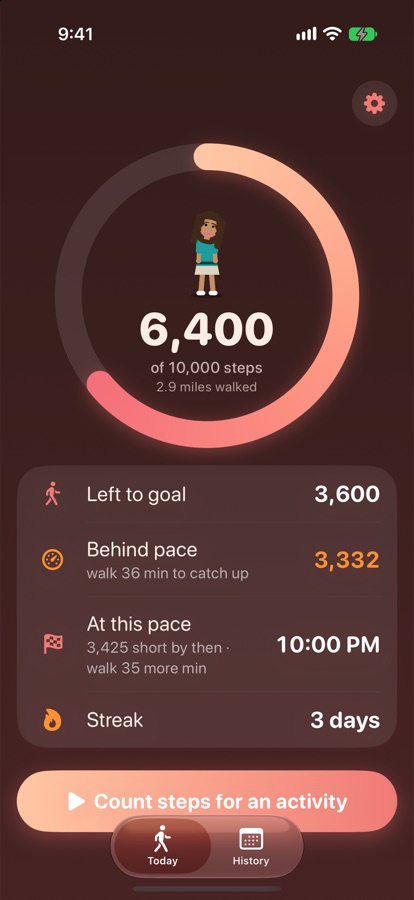 9:41
6,400
of 10,000 steps
2.9 miles walked
Left to goal 3,600
Behind pace 3,332
walk 36 min to catch up
At this pace
3,425 short by then · 10:00 PM
walk 35 more min
Streak 3 days
Count steps for an activity
Today History